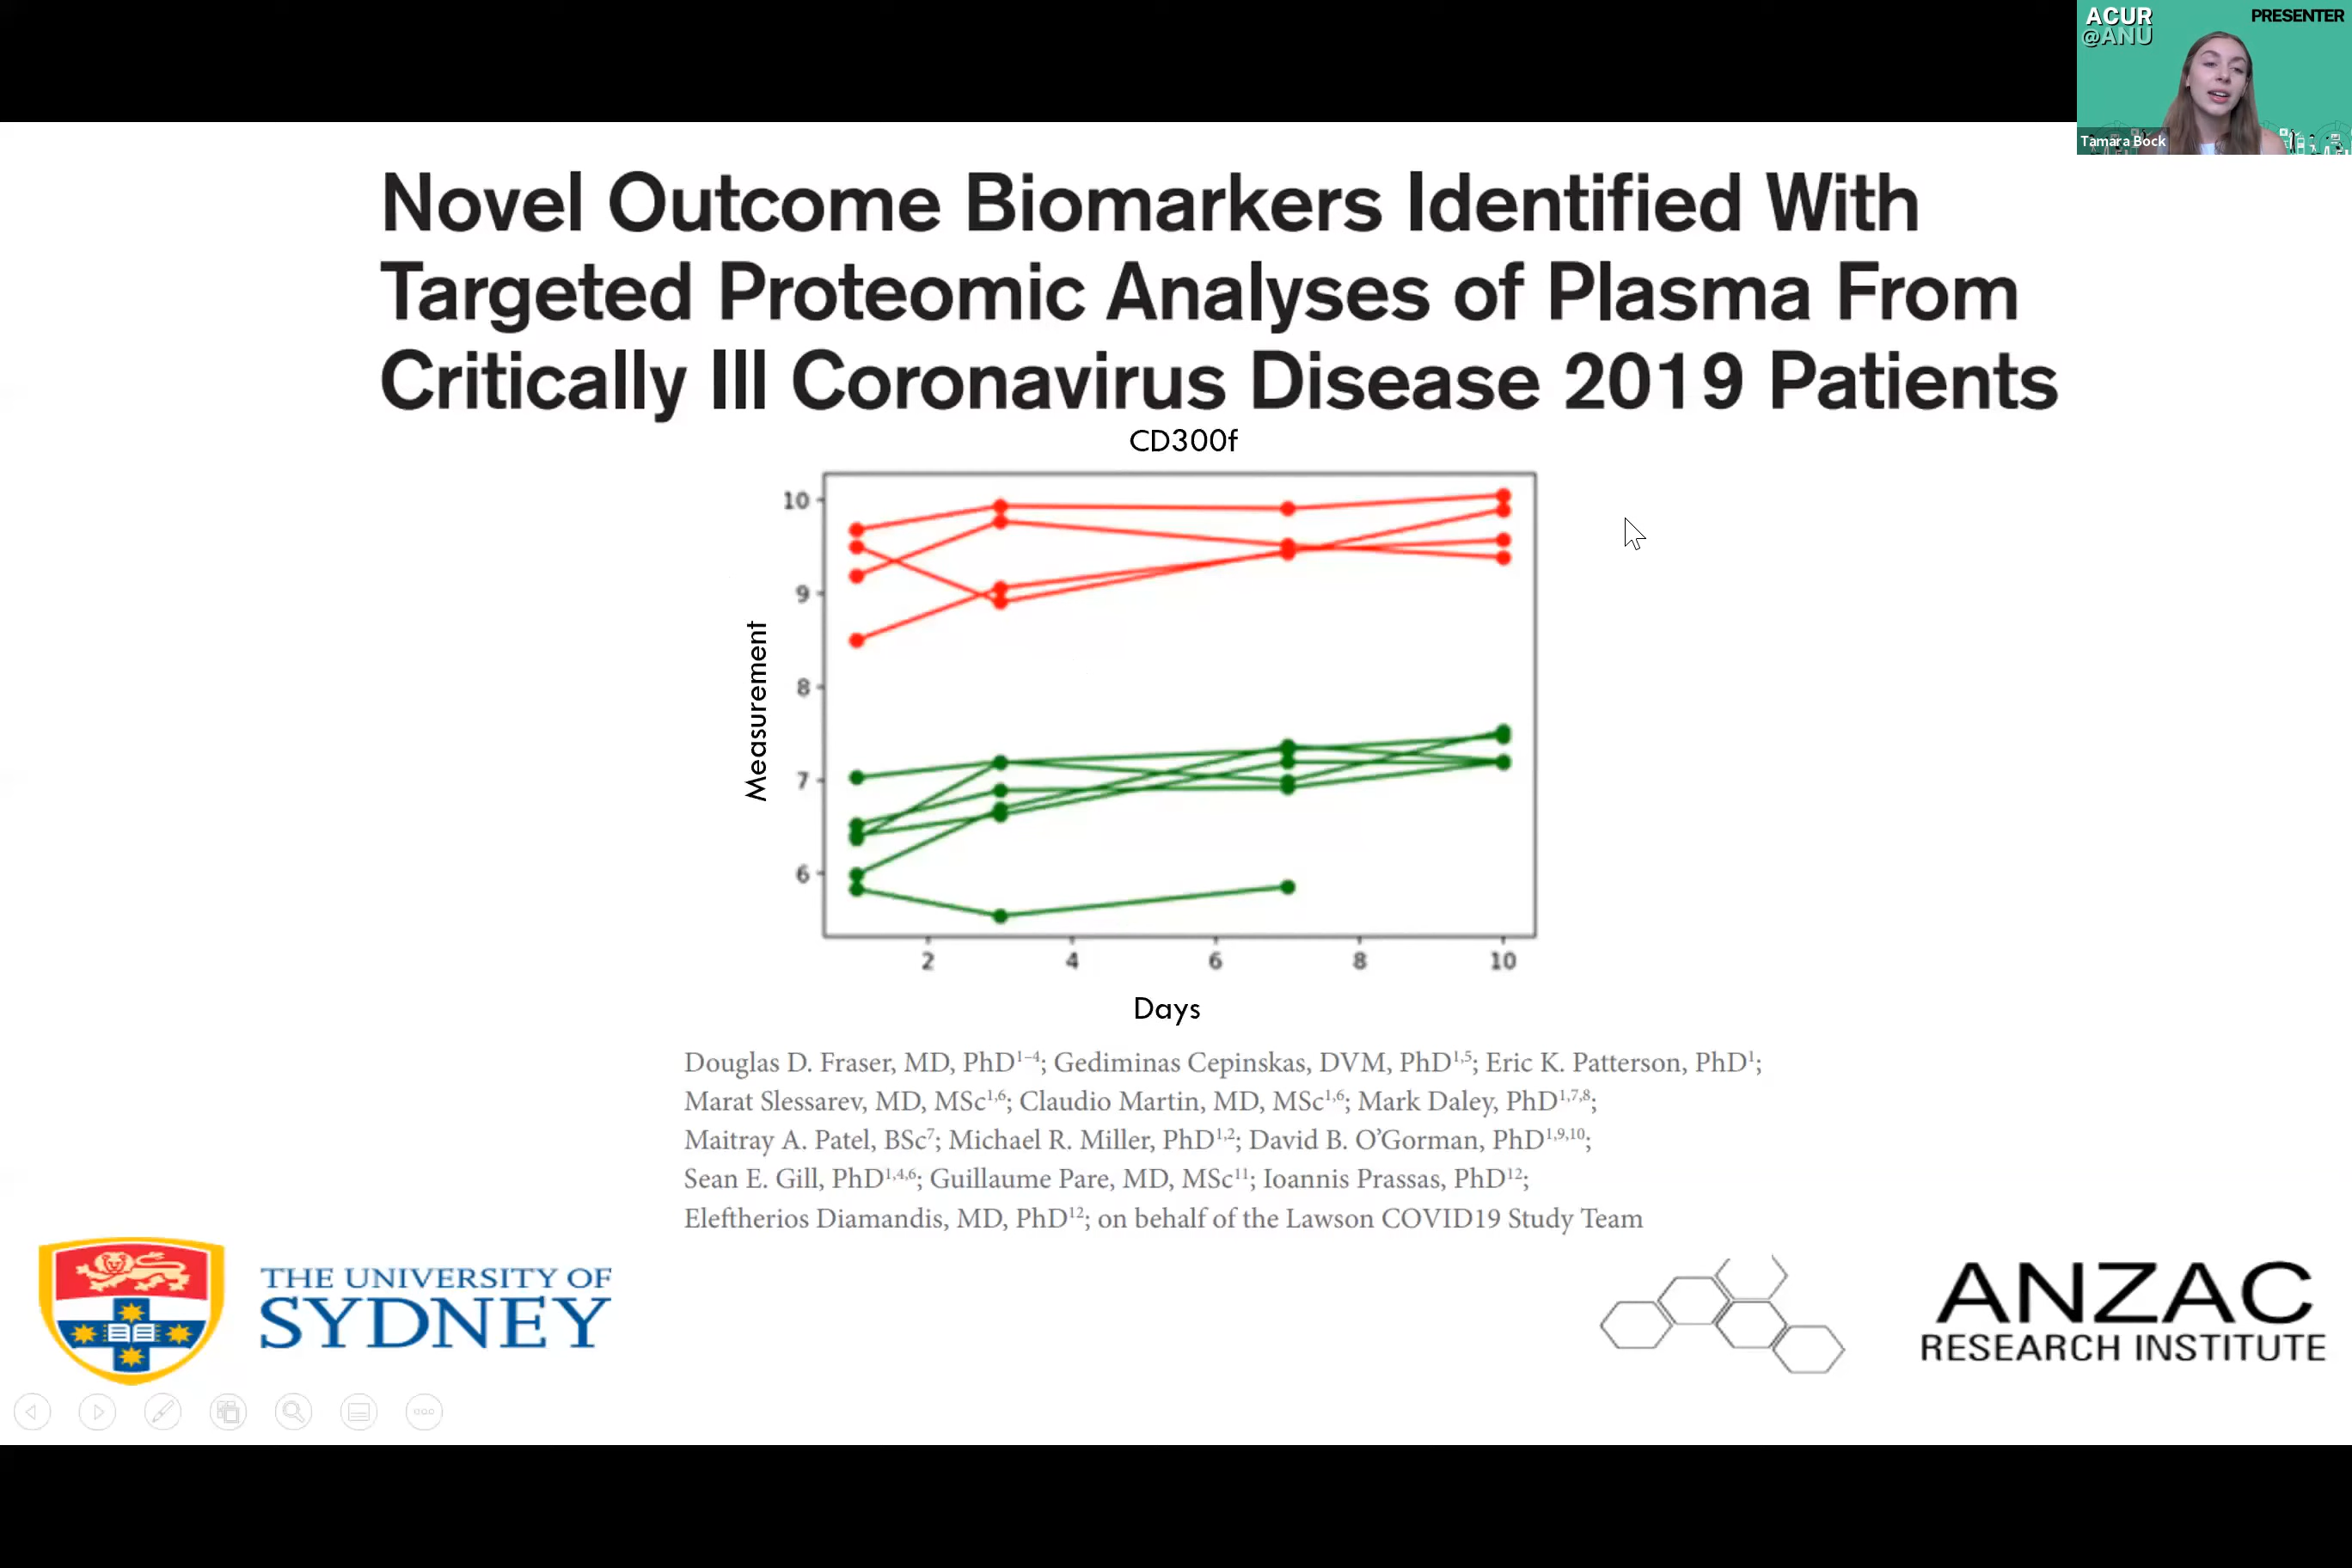 ACUR
@ANU
PRESENTER
Tamara Bock
Novel Outcome Biomarkers Identified With
Targeted Proteomic Analyses of Plasma From
Critically Ill Coronavirus Disease 2019 Patients
CD300f
10
9
8
7
6
Measurement
2 4 6 8 10
Days
Douglas D. Fraser, MD, PhD1–4; Gediminas Cepinskas, DVM, PhD1,5; Eric K. Patterson, PhD1;
Marat Slessarev, MD, MSc1,6; Claudio Martin, MD, MSc1,6; Mark Daley, PhD1,7,8;
Maitray A. Patel, BSc7; Michael R. Miller, PhD1,2; David B. O’Gorman, PhD1,9,10;
Sean E. Gill, PhD1,4,6; Guillaume Pare, MD, MSc11; Ioannis Prassas, PhD12;
Eleftherios Diamandis, MD, PhD12; on behalf of the Lawson COVID19 Study Team
THE UNIVERSITY OF
SYDNEY
ANZAC
RESEARCH INSTITUTE